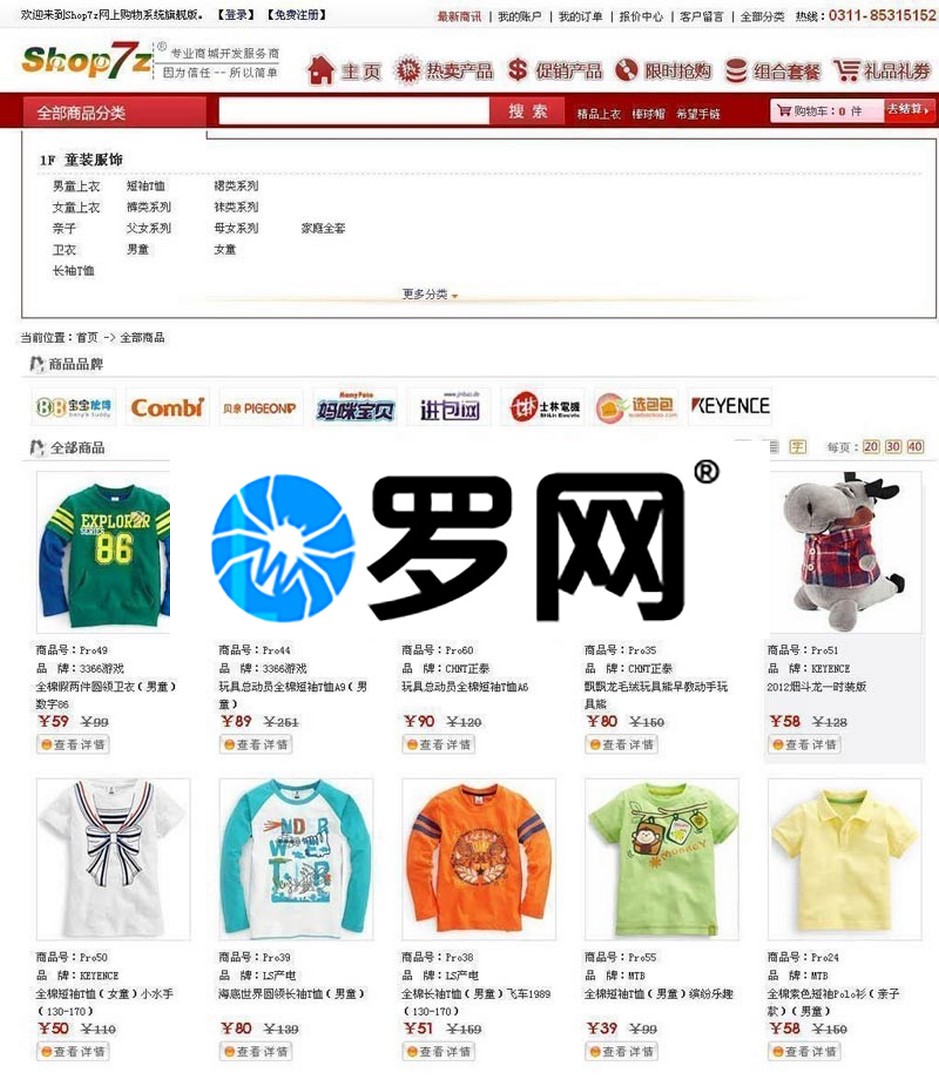 欢迎来到Shop7z网上购物系统旗舰版。【登录】【免费注册】
最新商讯 | 我的账户 | 我的订单 | 报价中心 | 客户留言 | 全部分类 热线：0311-85315152
Shop7z®
专业商城开发服务商
因为信任--所以简单
主页 热卖产品 促销产品 限时抢购 组合套餐 礼品礼券
全部商品分类 搜索 精品上衣 棒球帽 希望手链 购物车：0 件 去结算
1F 童装服饰
男童上衣 短袖T恤 裙类系列
女童上衣 裤类系列 袜类系列
亲子 父女系列 母女系列 家庭全套
卫衣 男童 女童
长袖T恤
更多分类
当前位置：首页 -> 全部商品
商品品牌
Combi 贝亲 PIGEON 妈咪宝贝 进包网 士林電機 选包包 KEYENCE
全部商品 字 每页：20 30 40
EXPLORER
SERIES
86
罗网®
商品号：Pro49 商品号：Pro44 商品号：Pro60 商品号：Pro35 商品号：Pro51
品 牌：3366游戏 品 牌：3366游戏 品 牌：CHNT正泰 品 牌：CHNT正泰 品 牌：KEYENCE
全棉假两件圆领卫衣（男童） 玩具总动员全棉短袖T恤A9（男 玩具总动员全棉短袖T恤A6 飘飘龙毛绒玩具熊早教动手玩 2012烟斗龙一时装版
数字86 童） 具熊
¥59 ¥99 ¥89 ¥251 ¥90 ¥120 ¥80 ¥150 ¥58 ¥128
查看详情 查看详情 查看详情 查看详情 查看详情
MONKEY
商品号：Pro50 商品号：Pro39 商品号：Pro38 商品号：Pro55 商品号：Pro24
品 牌：KEYENCE 品 牌：LS产电 品 牌：LS产电 品 牌：MTB 品 牌：MTB
全棉短袖T恤（女童）小水手 海底世界圆领长袖T恤（男童） 全棉长袖T恤（男童）飞车1989 全棉短袖T恤（男童）缤纷乐趣 全棉素色短袖Polo衫（亲子
（130-170） （130-170） 款）（男童）
¥50 ¥110 ¥80 ¥139 ¥51 ¥159 ¥39 ¥99 ¥58 ¥150
查看详情 查看详情 查看详情 查看详情 查看详情